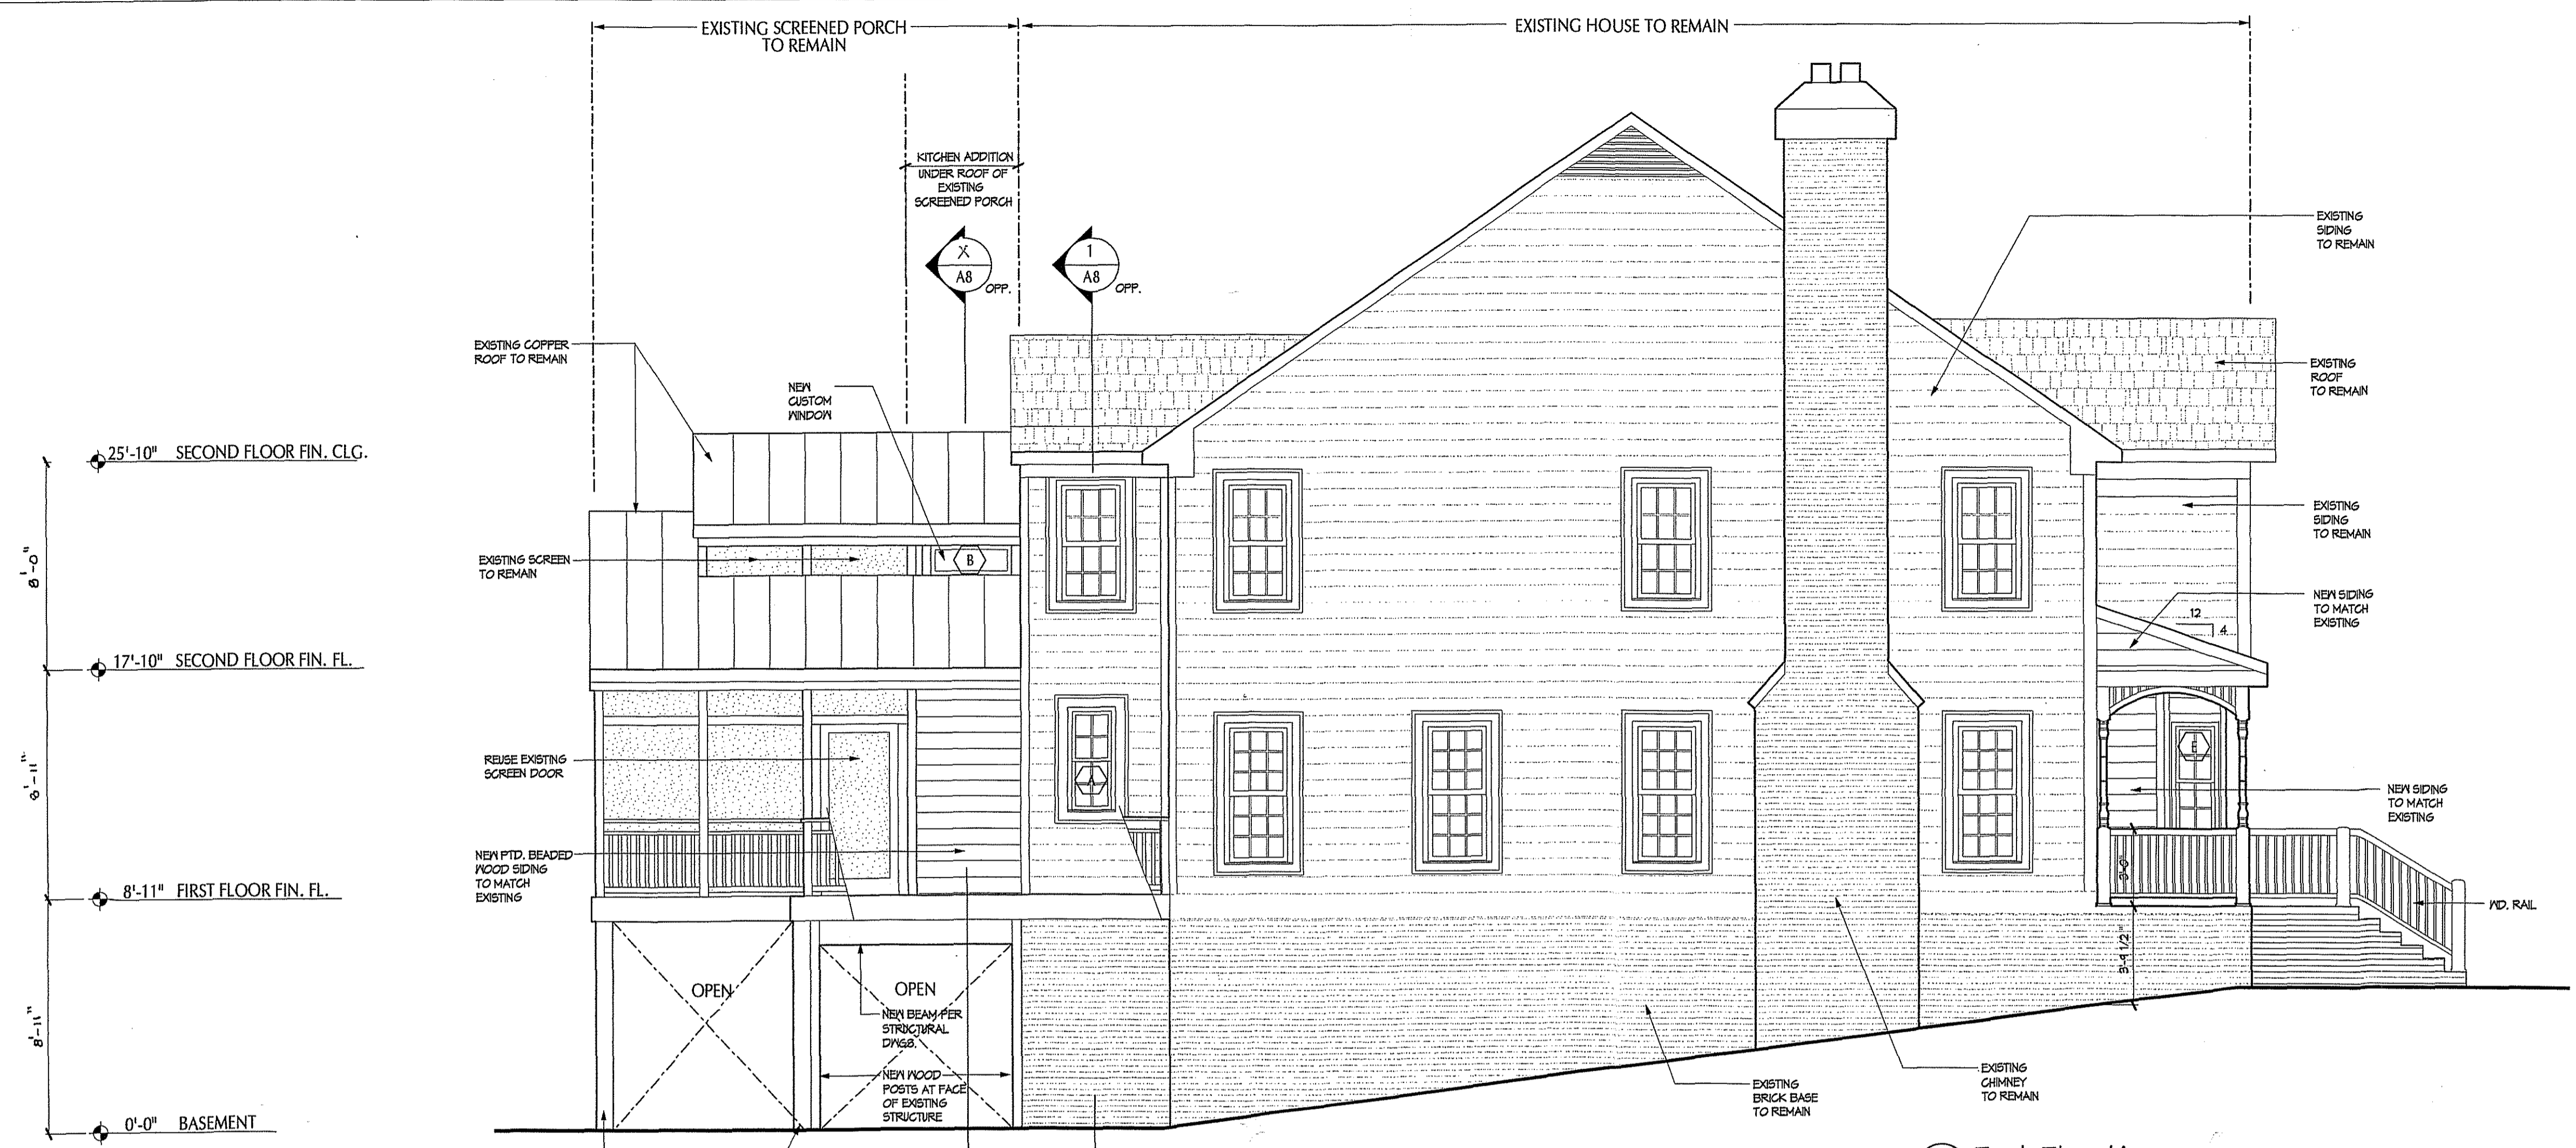 EXISTING SCREENED PORCH
TO REMAIN
EXISTING HOUSE TO REMAIN
KITCHEN ADDITION
UNDER ROOF OF
EXISTING
SCREENED PORCH
X
A8
OPP.
1
A8
OPP.
EXISTING
SIDING
TO REMAIN
EXISTING COPPER
ROOF TO REMAIN
NEW
CUSTOM
WINDOW
EXISTING
ROOF
TO REMAIN
25'-10" SECOND FLOOR FIN. CLG.
8'-0"
EXISTING SCREEN
TO REMAIN
B
EXISTING
SIDING
TO REMAIN
NEW SIDING
TO MATCH
EXISTING
12
4
17'-10" SECOND FLOOR FIN. FL.
8'-11"
REUSE EXISTING
SCREEN DOOR
A
E
NEW SIDING
TO MATCH
EXISTING
NEW PTD. BEADED
WOOD SIDING
TO MATCH
EXISTING
3'-0"
8'-11" FIRST FLOOR FIN. FL.
WD. RAIL
3'-9 1/2"
8'-11"
OPEN
OPEN
NEW BEAM PER
STRUCTURAL
DWGS.
NEW WOOD
POSTS AT FACE
OF EXISTING
STRUCTURE
EXISTING
BRICK BASE
TO REMAIN
EXISTING
CHIMNEY
TO REMAIN
0'-0" BASEMENT